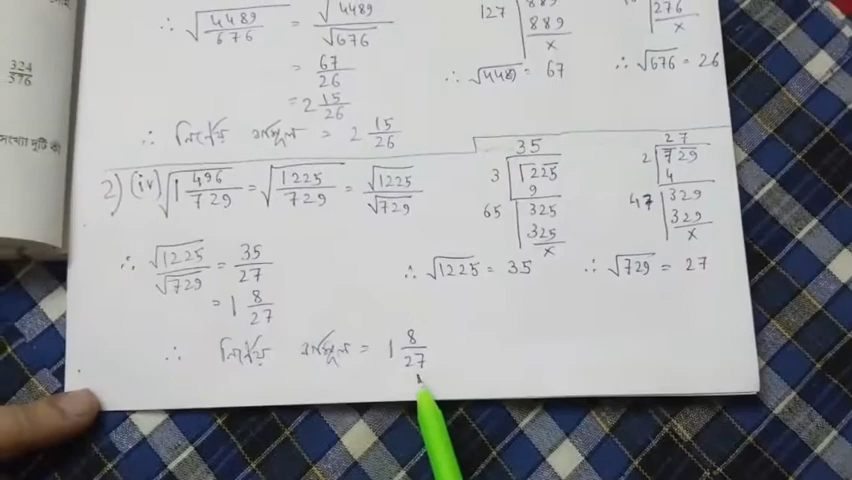 324
576
∴ √4489/676 = √4489/√676
= 67/26
= 2 15/26
∴ নির্ণেয় বর্গমূল = 2 15/26
127 | 889
889
×
∴ √4489 = 67
276
×
∴ √676 = 26
2) (iv) √1 496/729 = √1225/729 = √1225/√729
∴ √1225/√729 = 35/27
= 1 8/27
∴ নির্ণেয় বর্গমূল = 1 8/27
35
3 | 1225
9
65 | 325
325
×
∴ √1225 = 35
27
2 | 729
4
47 | 329
329
×
∴ √729 = 27